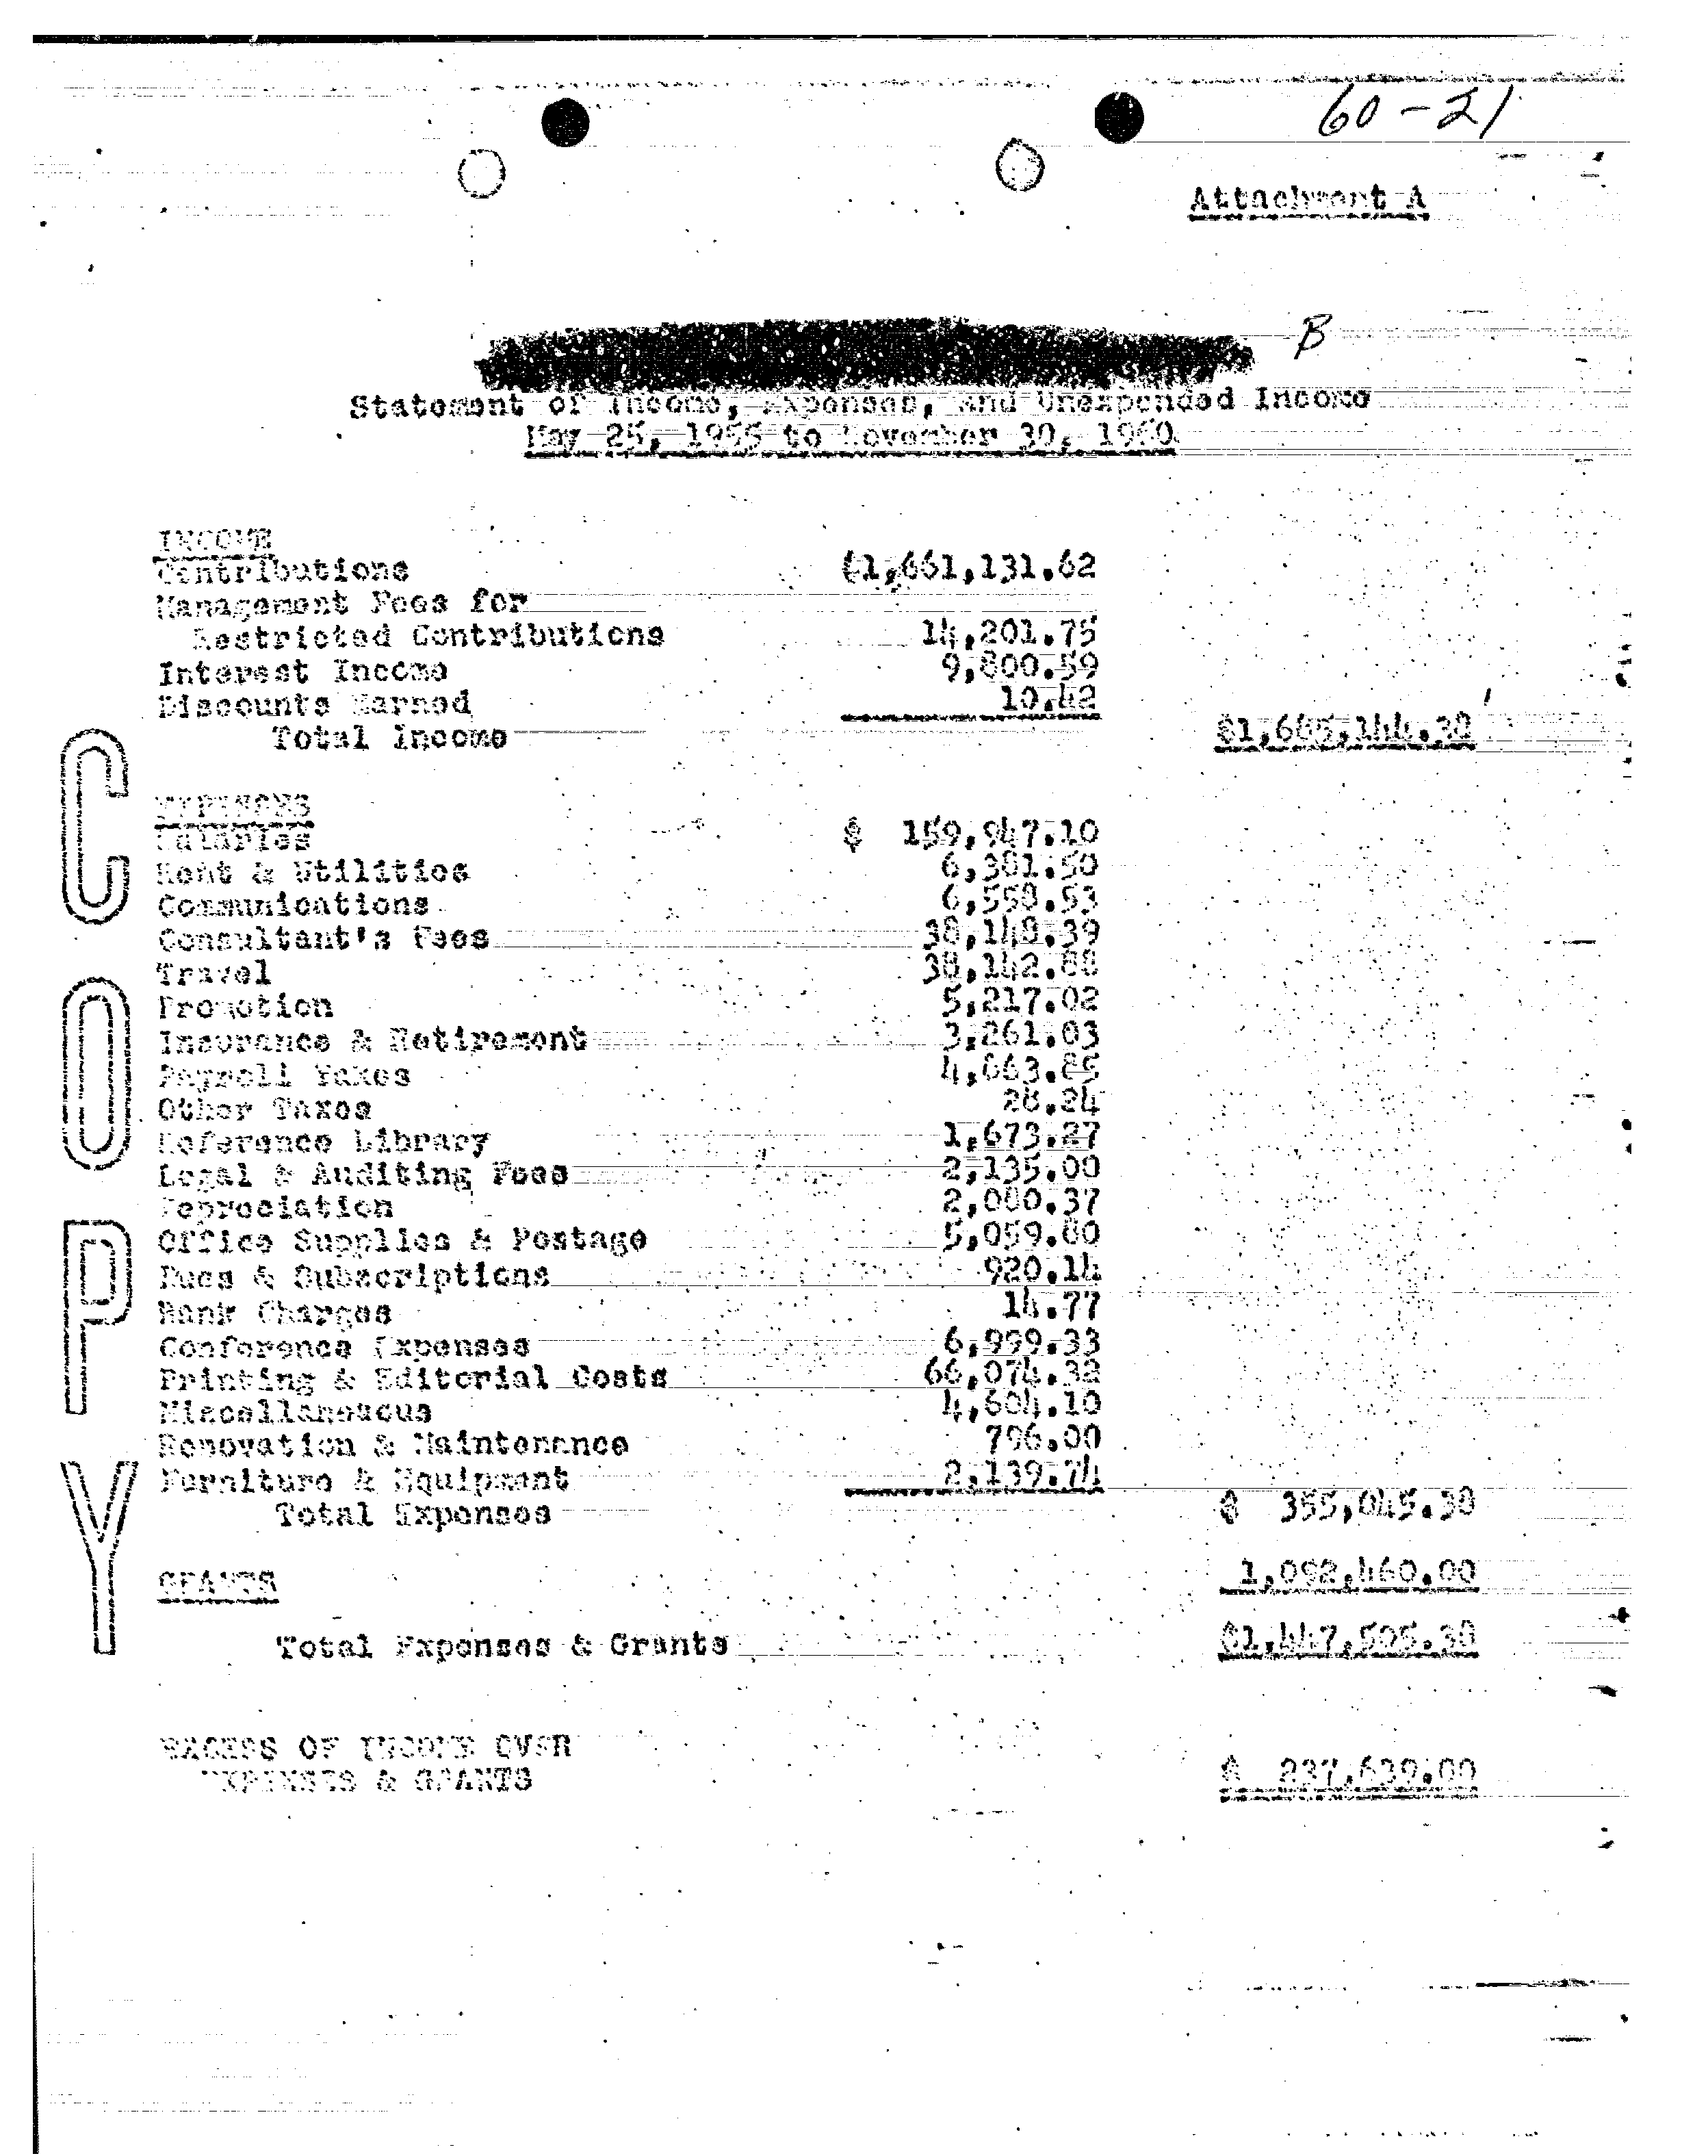 60-21
Attachment A
B
Statement of Income, Expenses, and Unexpended Income
May 25, 1955 to November 30, 1960
INCOME
Contributions $1,661,131.62
Management Fees for
Restricted Contributions 14,201.75
Interest Income 9,800.59
Discounts Earned 10.42
Total Income $1,685,144.38
EXPENSES
Salaries $ 159,947.10
Rent & Utilities 6,381.50
Communications 6,558.53
Consultant's Fees 38,148.39
Travel 38,142.88
Promotion 5,217.02
Insurance & Retirement 3,261.03
Payroll Taxes 4,663.85
Other Taxes 28.24
Reference Library 1,673.27
Legal & Auditing Fees 2,135.00
Depreciation 2,080.37
Office Supplies & Postage 5,059.80
Dues & Subscriptions 920.14
Bank Charges 14.77
Conference Expenses 6,999.33
Printing & Editorial Costs 66,074.32
Miscellaneous 4,804.10
Renovation & Maintenance 796.00
Furniture & Equipment 2,139.74
Total Expenses $ 355,045.38
GRANTS 1,092,460.00
Total Expenses & Grants $1,447,505.38
EXCESS OF INCOME OVER
EXPENSES & GRANTS $ 237,639.00
COPY